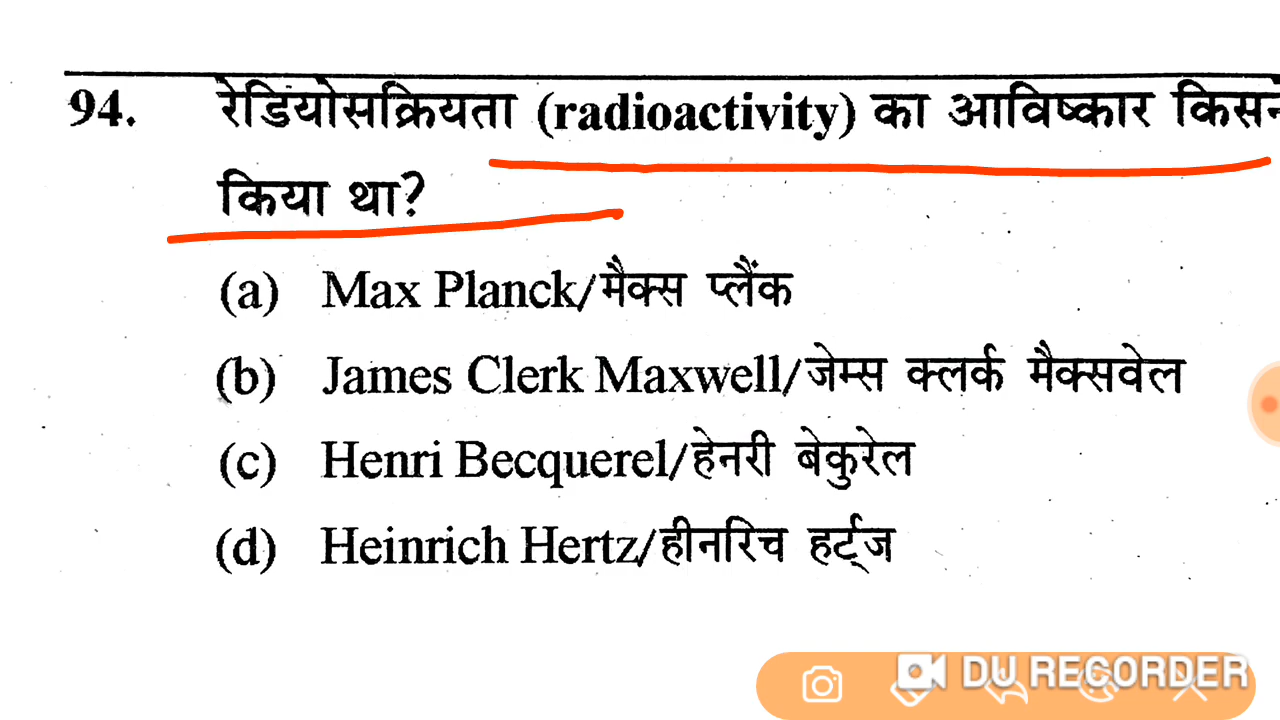 94. रेडियोसक्रियता (radioactivity) का आविष्कार किसने
किया था?
(a) Max Planck/मैक्स प्लैंक
(b) James Clerk Maxwell/जेम्स क्लर्क मैक्सवेल
(c) Henri Becquerel/हेनरी बेकुरेल
(d) Heinrich Hertz/हीनरिच हर्ट्ज
DU RECORDER